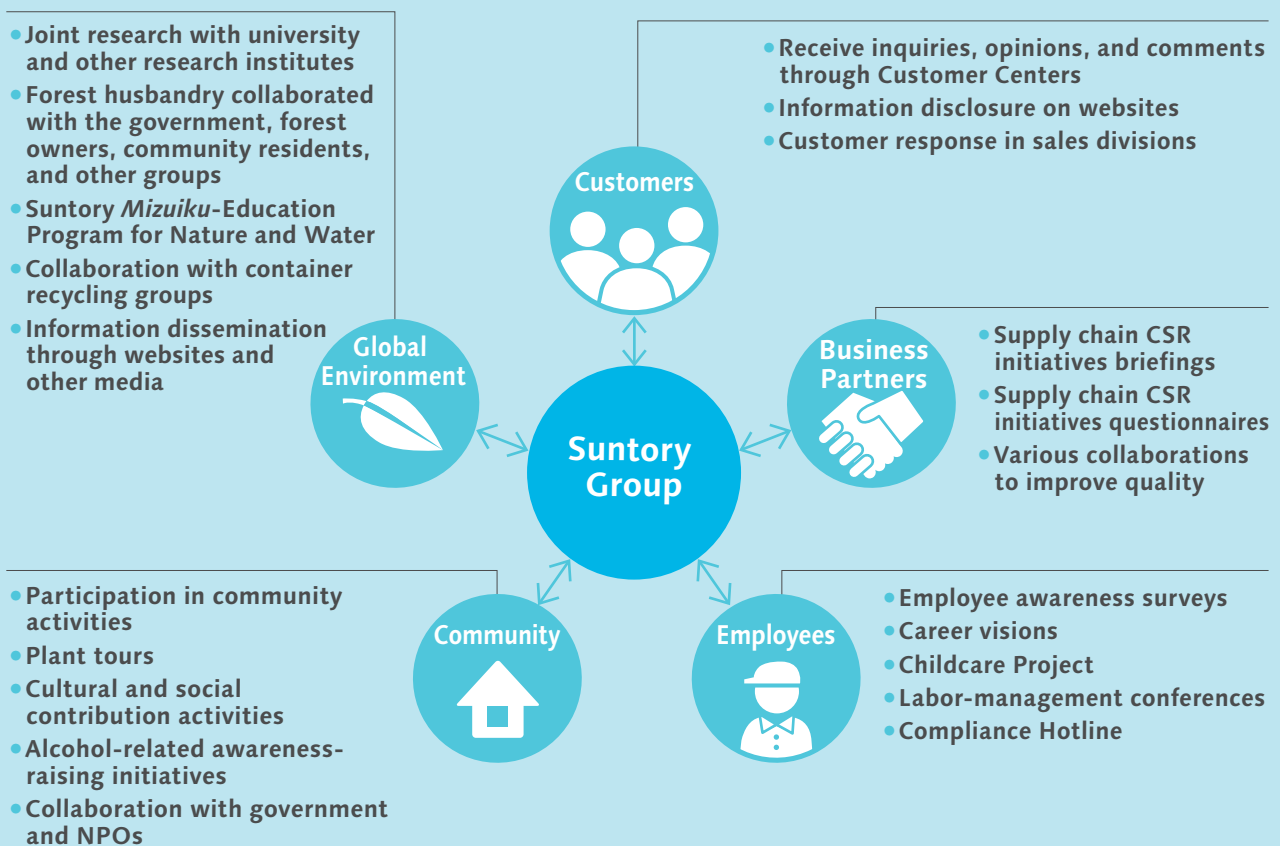 • Joint research with university
and other research institutes
• Forest husbandry collaborated
with the government, forest
owners, community residents,
and other groups
• Suntory Mizuiku-Education
Program for Nature and Water
• Collaboration with container
recycling groups
• Information dissemination
through websites and
other media
Global
Environment
• Receive inquiries, opinions, and comments
through Customer Centers
• Information disclosure on websites
• Customer response in sales divisions
Customers
Business
Partners
• Supply chain CSR
initiatives briefings
• Supply chain CSR
initiatives questionnaires
• Various collaborations
to improve quality
Suntory
Group
• Participation in community
activities
• Plant tours
• Cultural and social
contribution activities
• Alcohol-related awareness-
raising initiatives
• Collaboration with government
and NPOs
Community
Employees
• Employee awareness surveys
• Career visions
• Childcare Project
• Labor-management conferences
• Compliance Hotline